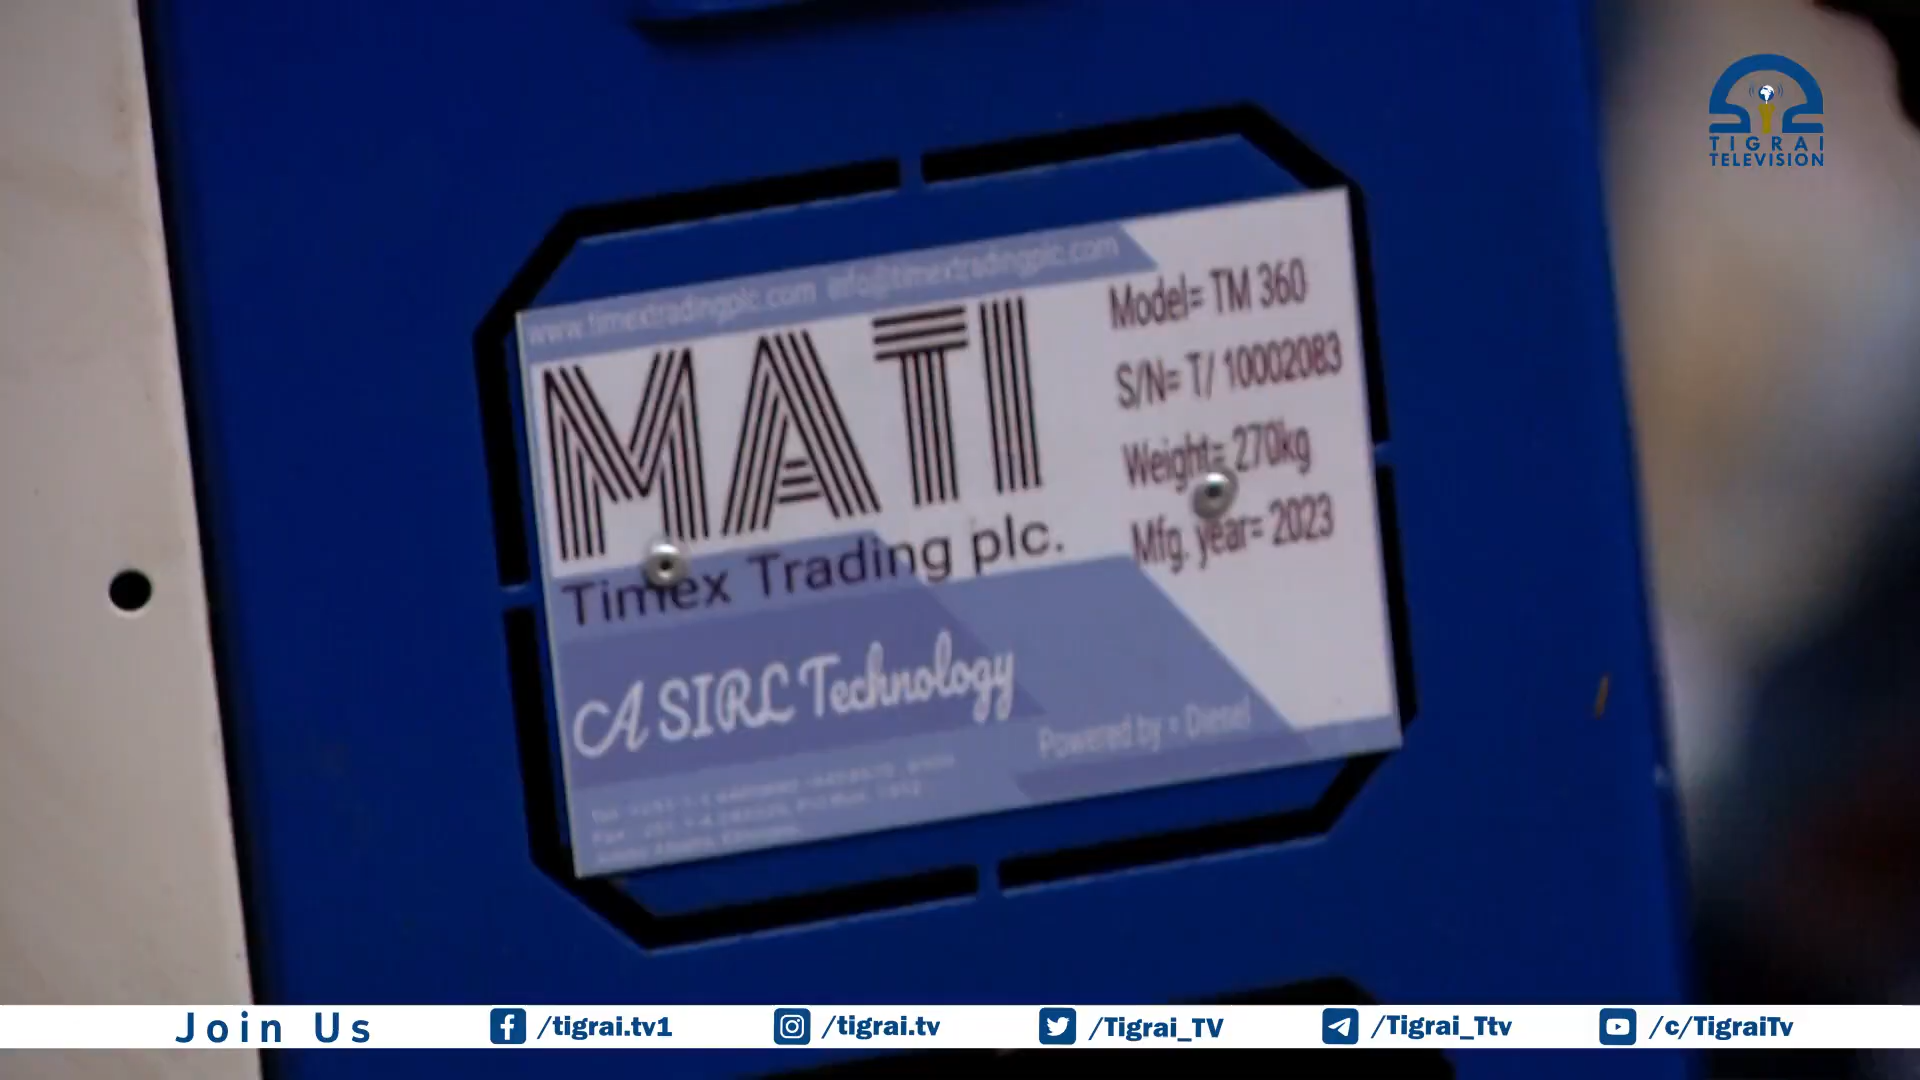 TIGRAI
TELEVISION
www.timextradingplc.com info@timextradingplc.com
MATI
Timex Trading plc.
A SIRL Technology
Model= TM 360
S/N= T/ 10002083
Weight= 270kg
Mfg. year= 2023
Powered by • Diesel
Join Us
/tigrai.tv1
/tigrai.tv
/Tigrai_TV
/Tigrai_Ttv
/c/TigraiTv